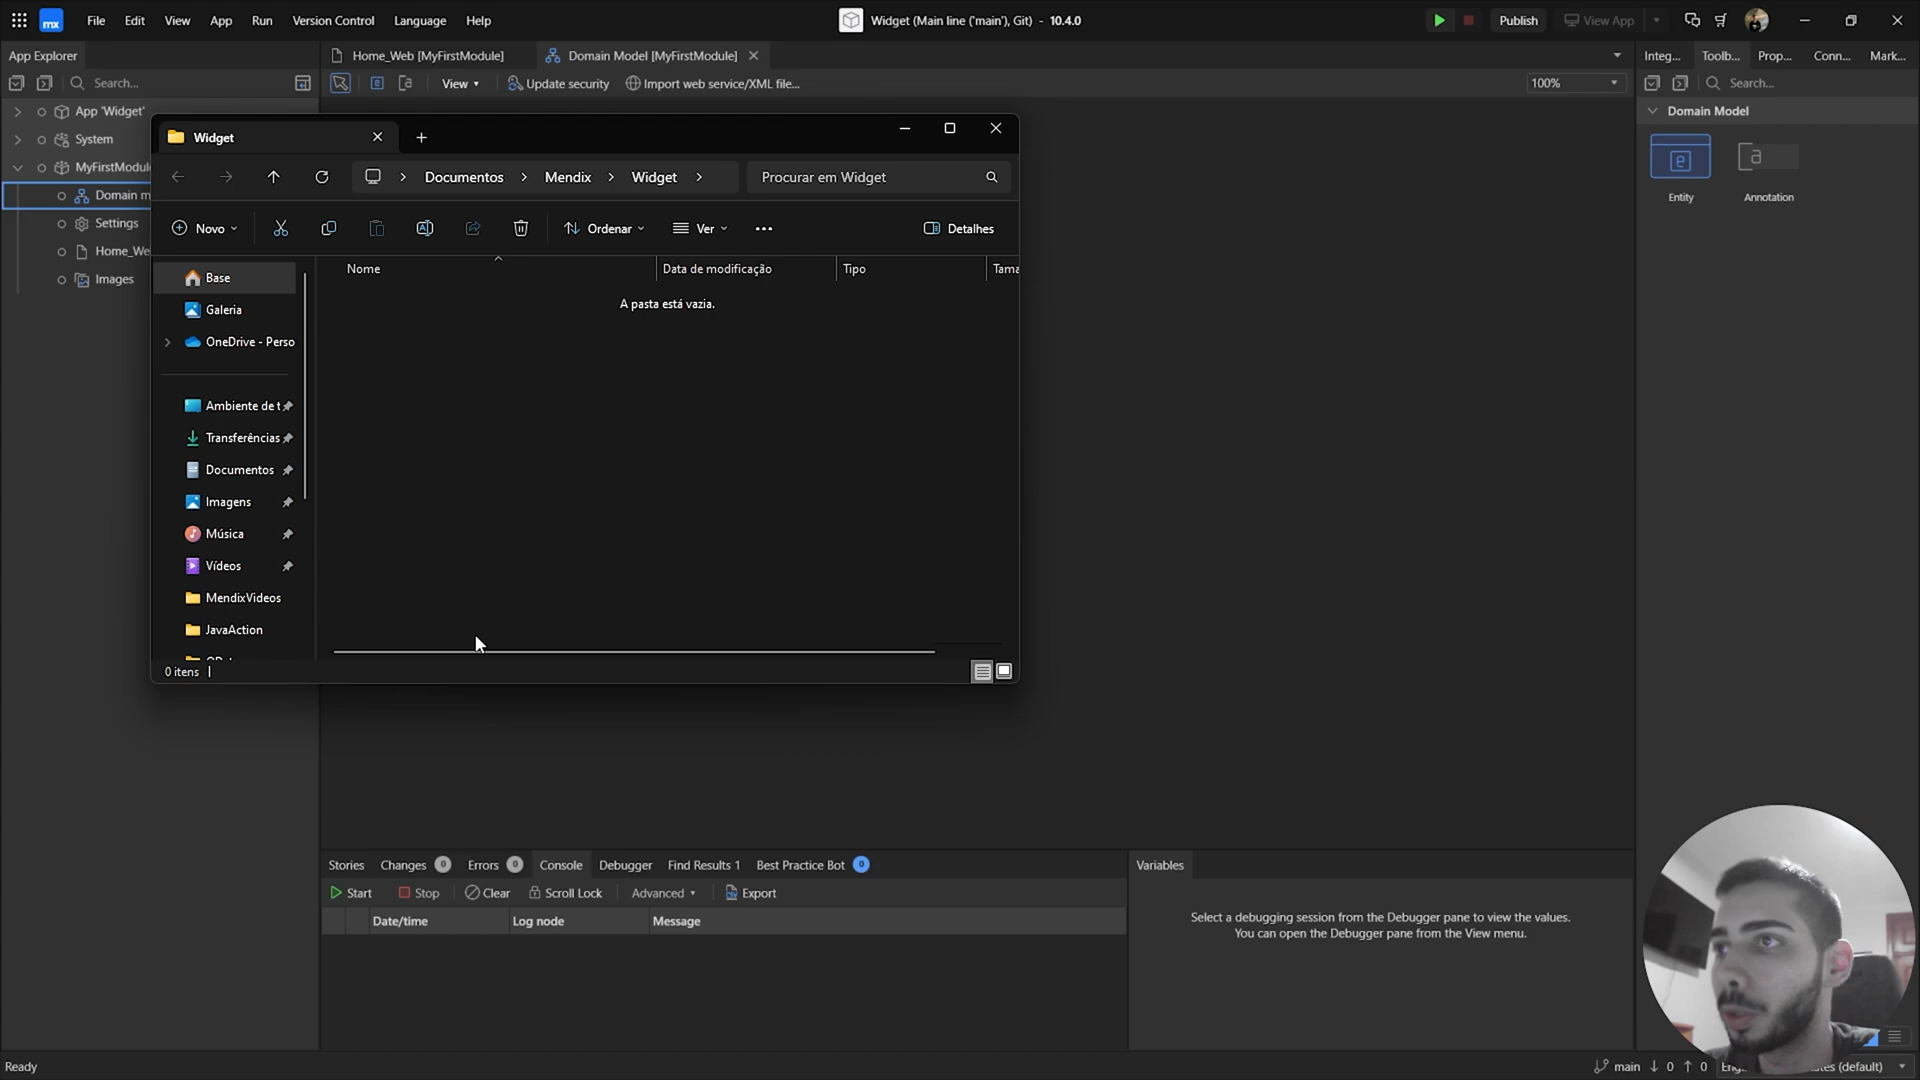 mx File Edit View App Run Version Control Language Help
Widget (Main line ('main'), Git) - 10.4.0
Publish View App
App Explorer
Home_Web [MyFirstModule]
Domain Model [MyFirstModule]
Integ... Toolb... Prop... Conn... Mark...
Search...
View
Update security
Import web service/XML file...
100%
Search...
App 'Widget'
System
MyFirstModule
Domain m
Settings
Home_We
Images
Domain Model
Entity
Annotation
Widget
Documentos
Mendix
Widget
Procurar em Widget
Novo
Ordenar
Ver
Detalhes
Nome
Data de modificação
Tipo
Tama
A pasta está vazia.
Base
Galeria
OneDrive - Perso
Ambiente de t
Transferências
Documentos
Imagens
Música
Vídeos
MendixVideos
JavaAction
0 itens
Stories Changes 0 Errors 0 Console Debugger Find Results 1 Best Practice Bot 0
Start Stop Clear Scroll Lock Advanced Export
Date/time Log node Message
Variables
Select a debugging session from the Debugger pane to view the values.
You can open the Debugger pane from the View menu.
Ready
main 0 0
(default)